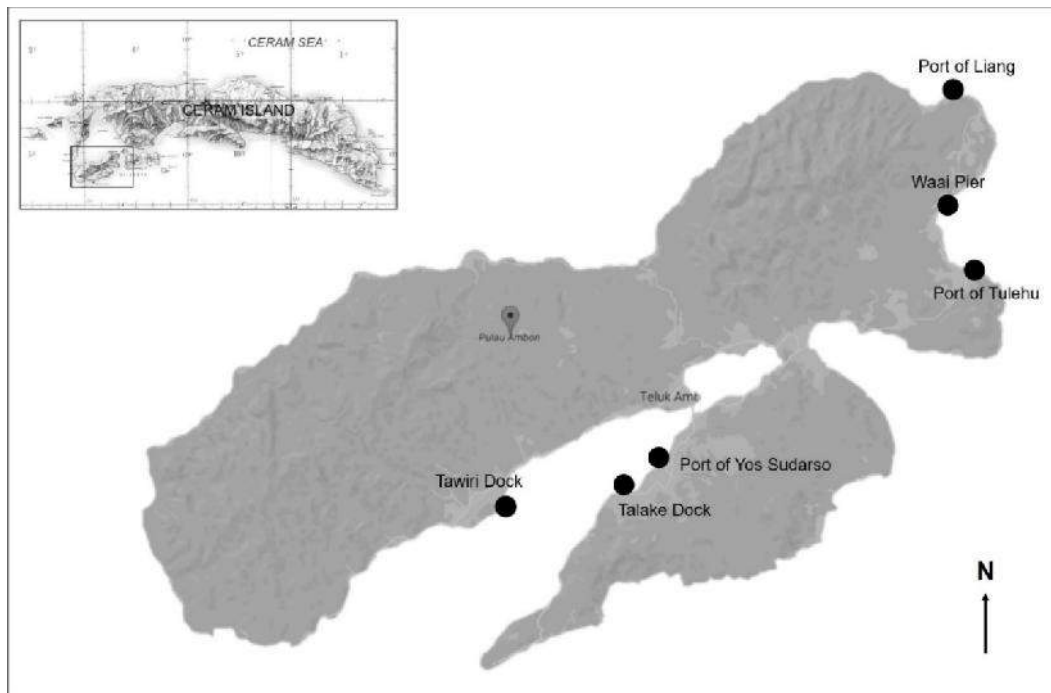 CERAM SEA
CERAM ISLAND
Port of Liang
Waai Pier
Port of Tulehu
Pulau Ambon
Teluk Amb
Port of Yos Sudarso
Tawiri Dock
Talake Dock
N